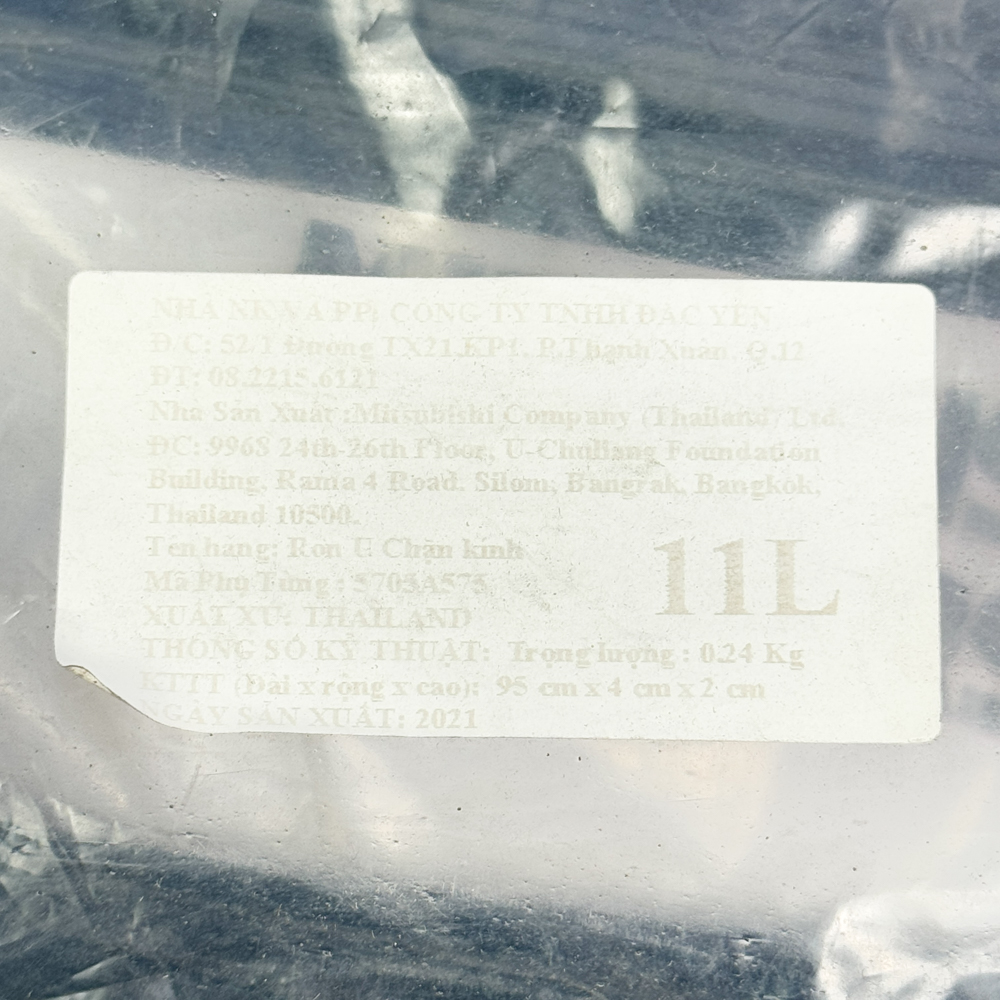 NHÀ NK VÀ PP: CÔNG TY TNHH ĐẠC YÊN
Đ/C: 52/1 Đường TX21,KP1, P.Thạnh Xuân, Q.12
ĐT: 08.2215.6121
Nhà Sản Xuất :Mitsubishi Company (Thailand) Ltd.
ĐC: 9968 24th-26th Floor, U-Chuliang Foundation
Building, Rama 4 Road. Silom, Bangrak, Bangkok,
Thailand 10500.
Tên hàng: Ron U Chặn kính
Mã Phụ Tùng : 5705A575
11L
XUẤT XỨ: THAILAND
THÔNG SỐ KỸ THUẬT: Trọng lượng : 0.24 Kg
KTTT (Dài x rộng x cao): 95 cm x 4 cm x 2 cm
NGÀY SẢN XUẤT: 2021